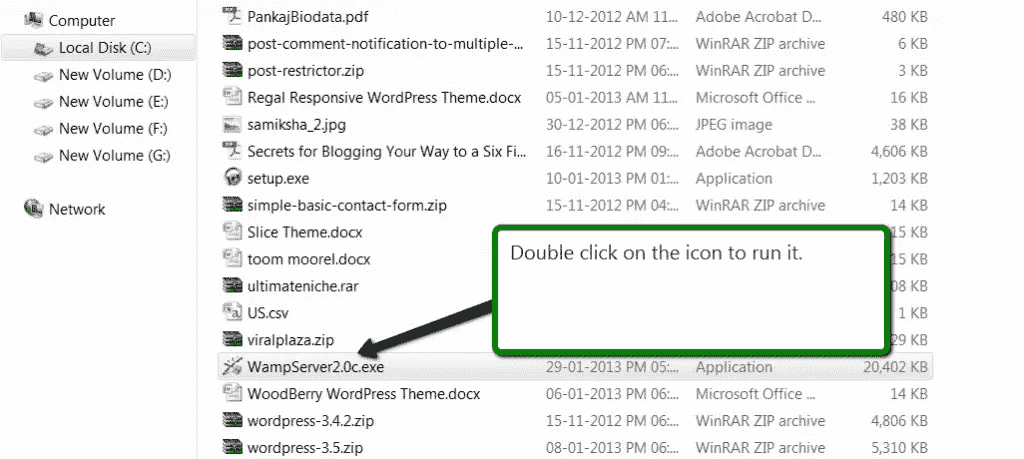 Computer
Local Disk (C:)
New Volume (D:)
New Volume (E:)
New Volume (F:)
New Volume (G:)
Network
PankajBiodata.pdf 10-12-2012 AM 11... Adobe Acrobat D... 480 KB
post-comment-notification-to-multiple-... 15-11-2012 PM 07:... WinRAR ZIP archive 6 KB
post-restrictor.zip 15-11-2012 PM 06:... WinRAR ZIP archive 3 KB
Regal Responsive WordPress Theme.docx 05-01-2013 AM 11... Microsoft Office ... 16 KB
samiksha_2.jpg 30-12-2012 PM 06:... JPEG image 38 KB
Secrets for Blogging Your Way to a Six Fi... 16-11-2012 PM 09:... Adobe Acrobat D... 4,606 KB
setup.exe 10-01-2013 PM 01:... Application 1,203 KB
simple-basic-contact-form.zip 15-11-2012 PM 04:... WinRAR ZIP archive 14 KB
Slice Theme.docx 15 KB
toom moorel.docx 15 KB
ultimateniche.rar 08 KB
US.csv 1 KB
viralplaza.zip 29 KB
Double click on the icon to run it.
WampServer2.0c.exe 29-01-2013 PM 05:... Application 20,402 KB
WoodBerry WordPress Theme.docx 06-01-2013 PM 06:... Microsoft Office ... 14 KB
wordpress-3.4.2.zip 15-11-2012 PM 06:... WinRAR ZIP archive 4,806 KB
wordpress-3.5.zip 08-01-2013 PM 06:... WinRAR ZIP archive 5,310 KB